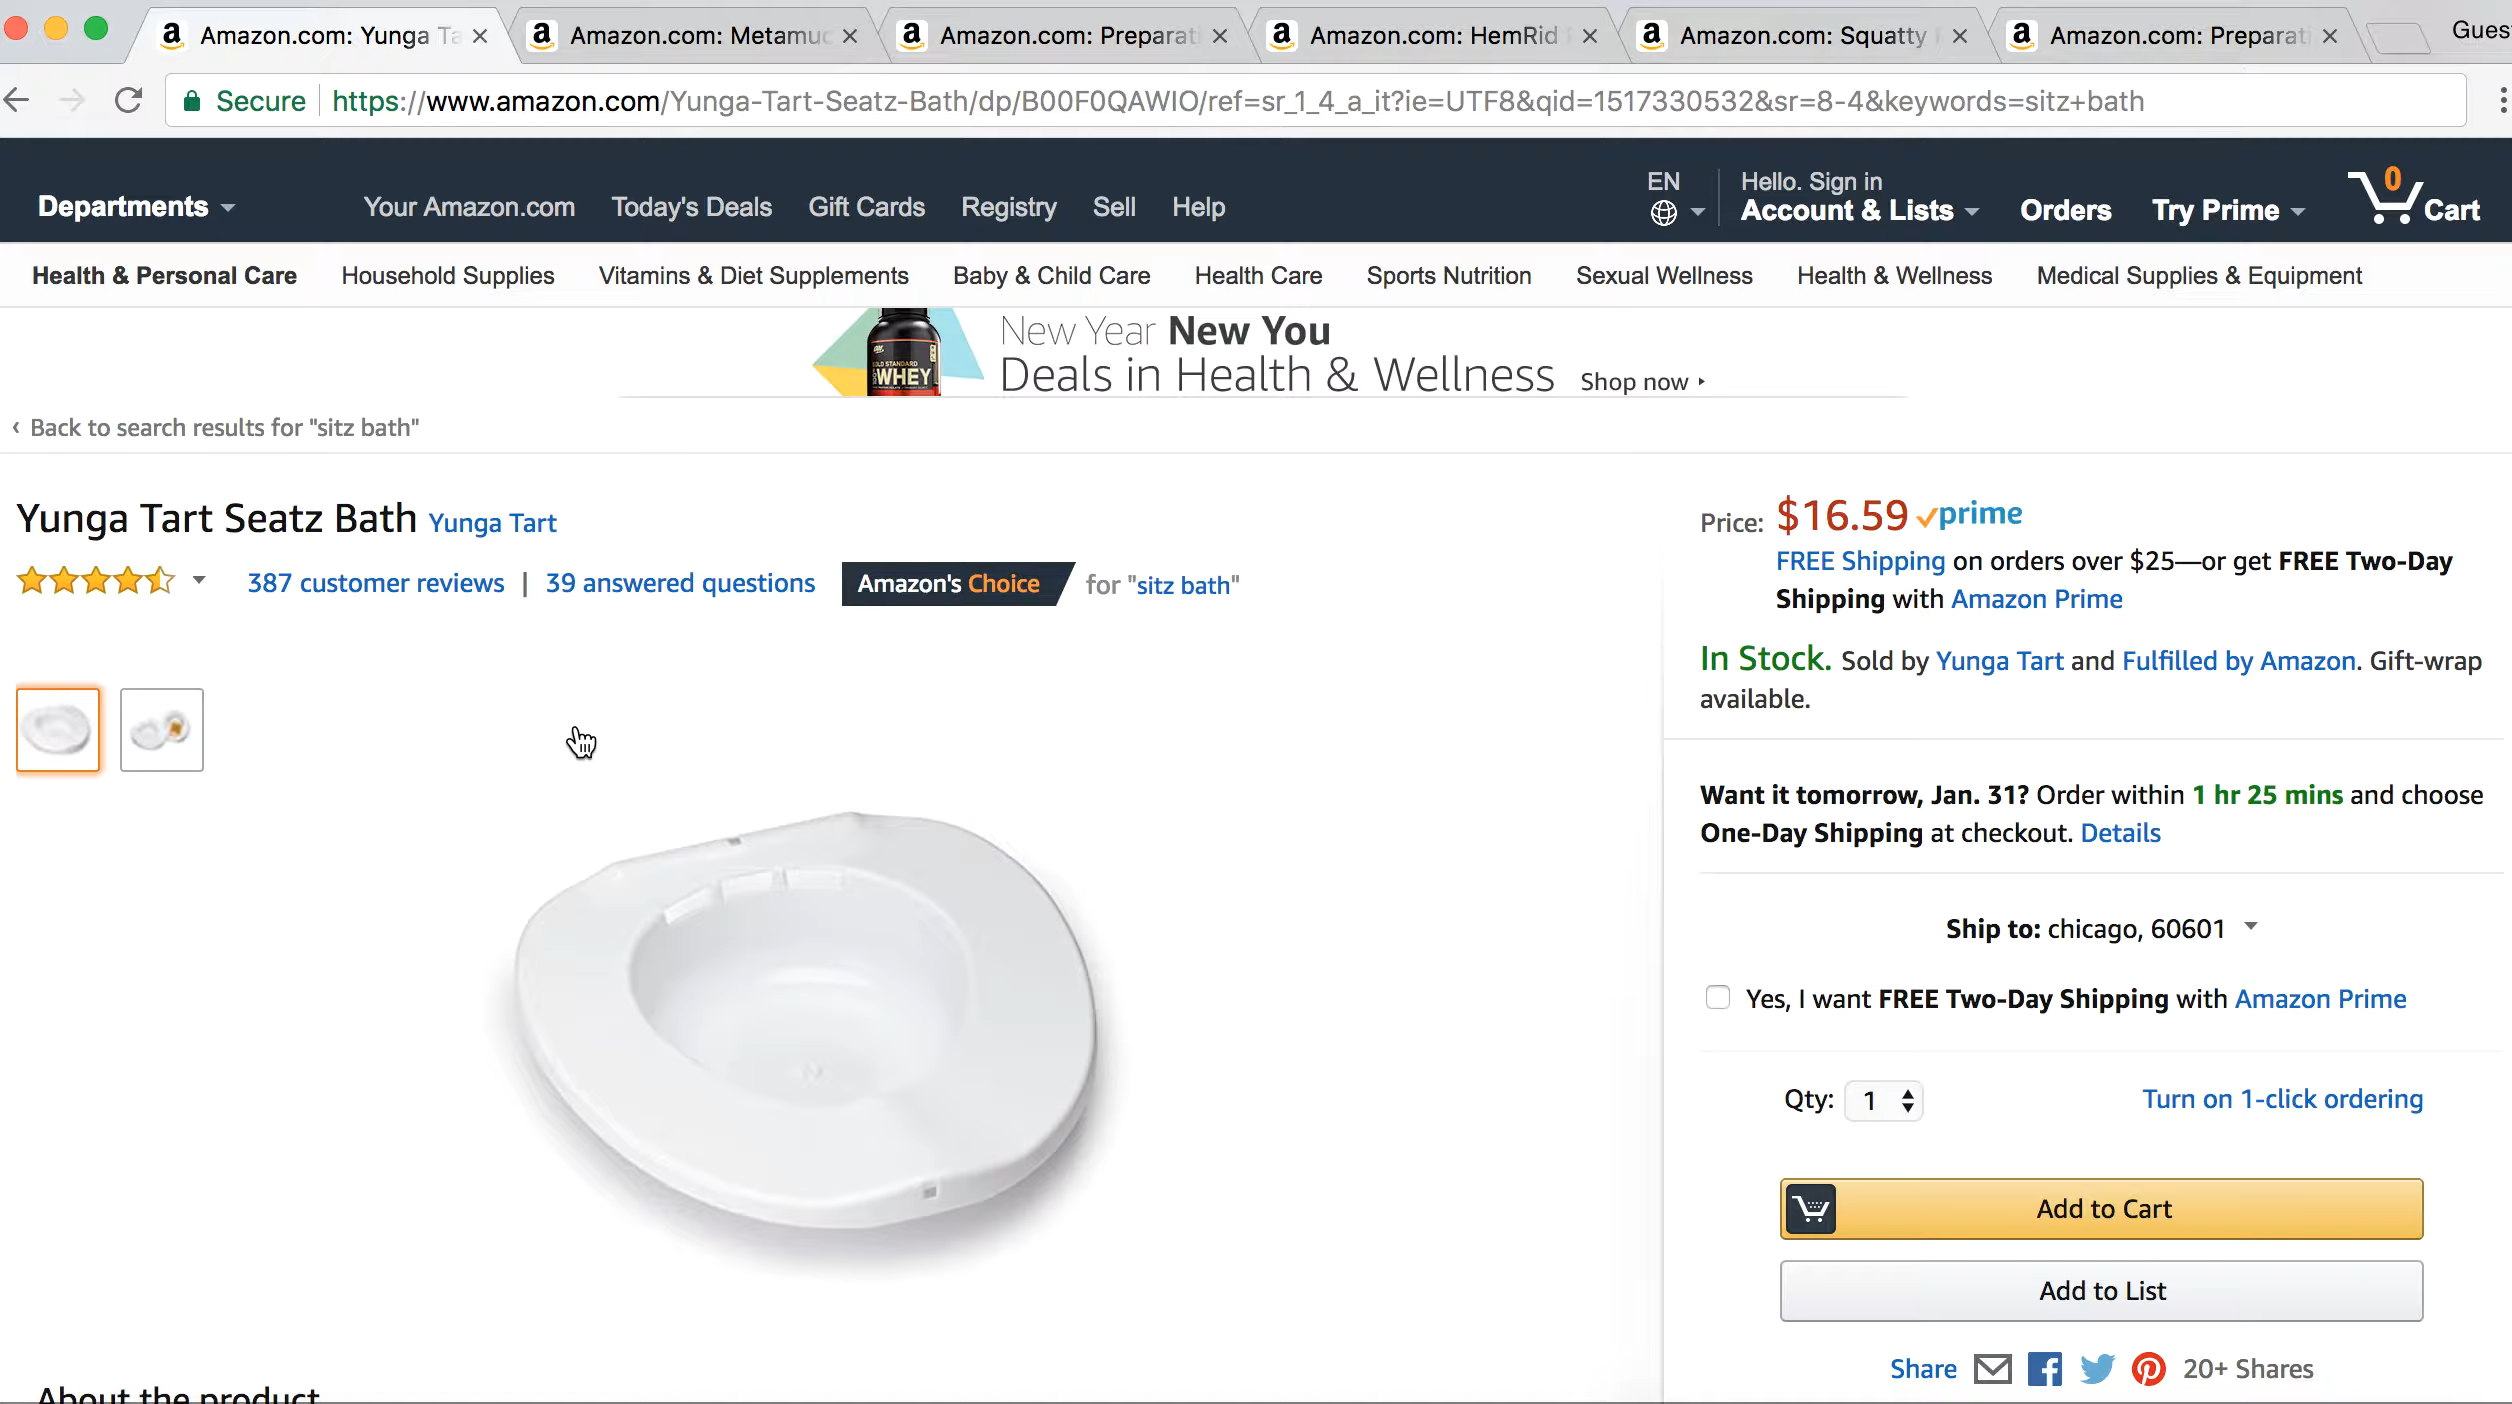 Amazon.com: Yunga Ta
Amazon.com: Metamuc
Amazon.com: Preparati
Amazon.com: HemRid
Amazon.com: Squatty
Amazon.com: Preparati
Gues
Secure
https://www.amazon.com/Yunga-Tart-Seatz-Bath/dp/B00F0QAWIO/ref=sr_1_4_a_it?ie=UTF8&qid=1517330532&sr=8-4&keywords=sitz+bath
EN
Hello. Sign in
0
Departments
Your Amazon.com
Today's Deals
Gift Cards
Registry
Sell
Help
Account & Lists
Orders
Try Prime
Cart
Health & Personal Care
Household Supplies
Vitamins & Diet Supplements
Baby & Child Care
Health Care
Sports Nutrition
Sexual Wellness
Health & Wellness
Medical Supplies & Equipment
New Year New You
Deals in Health & Wellness Shop now ▸
GOLD STANDARD
WHEY
‹ Back to search results for "sitz bath"
Yunga Tart Seatz Bath Yunga Tart
387 customer reviews | 39 answered questions
Amazon's Choice for "sitz bath"
Price: $16.59 prime
FREE Shipping on orders over $25—or get FREE Two-Day
Shipping with Amazon Prime
In Stock. Sold by Yunga Tart and Fulfilled by Amazon. Gift-wrap
available.
Want it tomorrow, Jan. 31? Order within 1 hr 25 mins and choose
One-Day Shipping at checkout. Details
Ship to: chicago, 60601
Yes, I want FREE Two-Day Shipping with Amazon Prime
Qty: 1
Turn on 1-click ordering
Add to Cart
Add to List
Share
20+ Shares
About the product